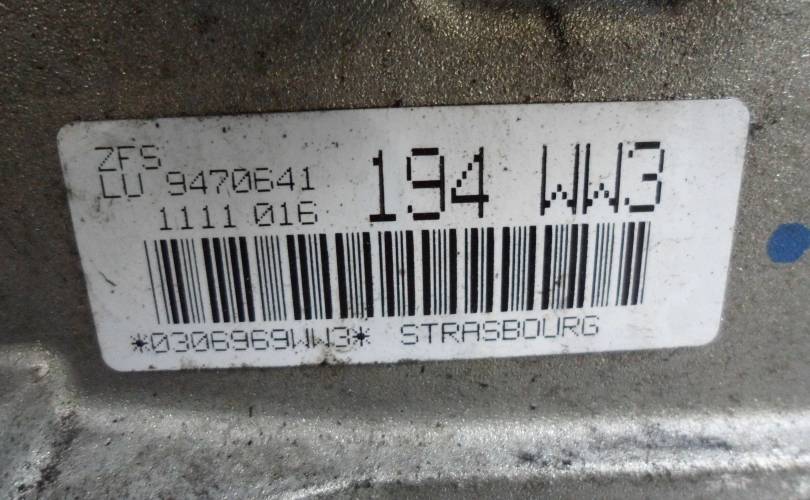 ZFS
LU 9470641 194 WW3
1111 016
*0306969WW3* STRASBOURG